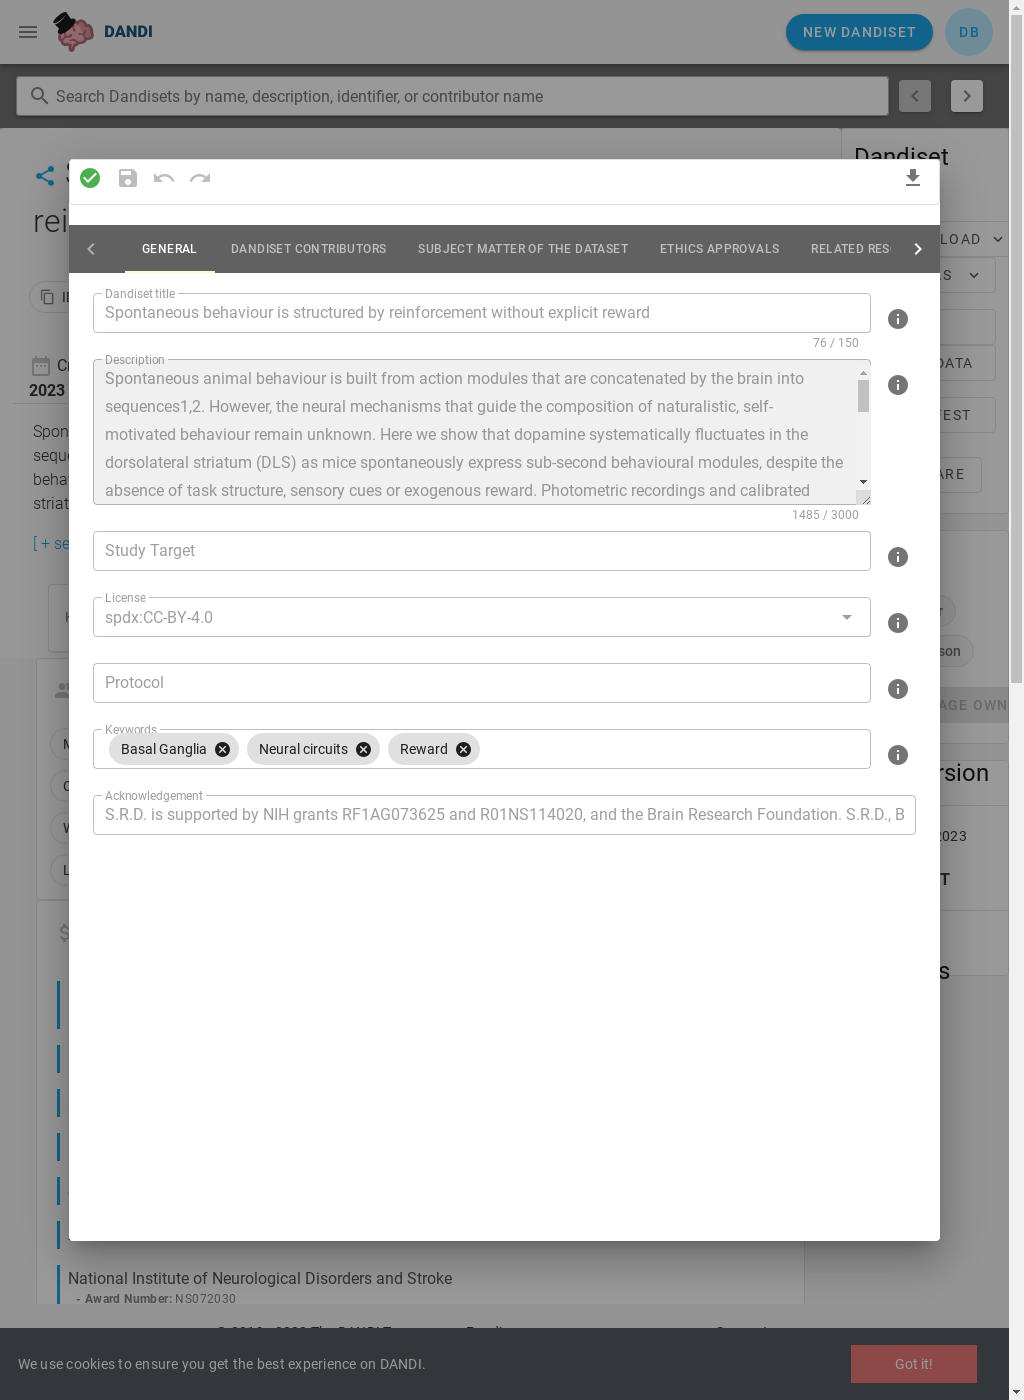 DANDI
NEW DANDISET
DB
Search Dandisets by name, description, identifier, or contributor name
Dandiset
rei
LOAD
GENERAL
DANDISET CONTRIBUTORS
SUBJECT MATTER OF THE DATASET
ETHICS APPROVALS
RELATED RES
Dandiset title
Spontaneous behaviour is structured by reinforcement without explicit reward
76 / 150
Description
Spontaneous animal behaviour is built from action modules that are concatenated by the brain into
sequences1,2. However, the neural mechanisms that guide the composition of naturalistic, self-
motivated behaviour remain unknown. Here we show that dopamine systematically fluctuates in the
dorsolateral striatum (DLS) as mice spontaneously express sub-second behavioural modules, despite the
absence of task structure, sensory cues or exogenous reward. Photometric recordings and calibrated
1485 / 3000
2023
Spon
sequ
beha
striat
[ + se
DATA
ARE
Study Target
License
spdx:CC-BY-4.0
Protocol
Keywords
Basal Ganglia
Neural circuits
Reward
Acknowledgement
S.R.D. is supported by NIH grants RF1AG073625 and R01NS114020, and the Brain Research Foundation. S.R.D., B
son
AGE OWN
rsion
2023
T
s
National Institute of Neurological Disorders and Stroke
- Award Number: NS072030
We use cookies to ensure you get the best experience on DANDI.
Got it!